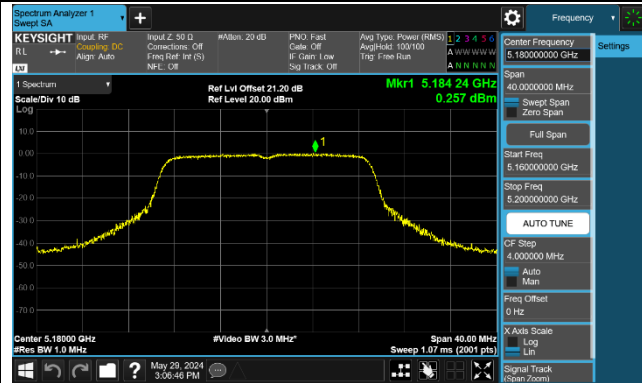 Spectrum Analyzer 1
Swept SA
+
Frequency
KEYSIGHT
RL
LXI
Input: RF
Coupling: DC
Align: Auto
Input Z: 50 Ω
Corrections: Off
Freq Ref: Int (S)
NFE: Off
#Atten: 20 dB
PNO: Fast
Gate: Off
IF Gain: Low
Sig Track: Off
Avg Type: Power (RMS)
Avg|Hold: 100/100
Trig: Free Run
1 2 3 4 5 6
A W W W W W
A N N N N N
1 Spectrum
Scale/Div 10 dB
Log
Ref Lvl Offset 21.20 dB
Ref Level 20.00 dBm
Mkr1 5.184 24 GHz
0.257 dBm
10.0
0.00
-10.0
-20.0
-30.0
-40.0
-50.0
-60.0
-70.0
1
Center 5.18000 GHz
#Res BW 1.0 MHz
#Video BW 3.0 MHz*
Span 40.00 MHz
Sweep 1.07 ms (2001 pts)
May 29, 2024
3:06:46 PM
Center Frequency
5.180000000 GHz
Span
40.0000000 MHz
Swept Span
Zero Span
Full Span
Start Freq
5.160000000 GHz
Stop Freq
5.200000000 GHz
AUTO TUNE
CF Step
4.000000 MHz
Auto
Man
Freq Offset
0 Hz
X Axis Scale
Log
Lin
Signal Track
(Span Zoom)
Settings